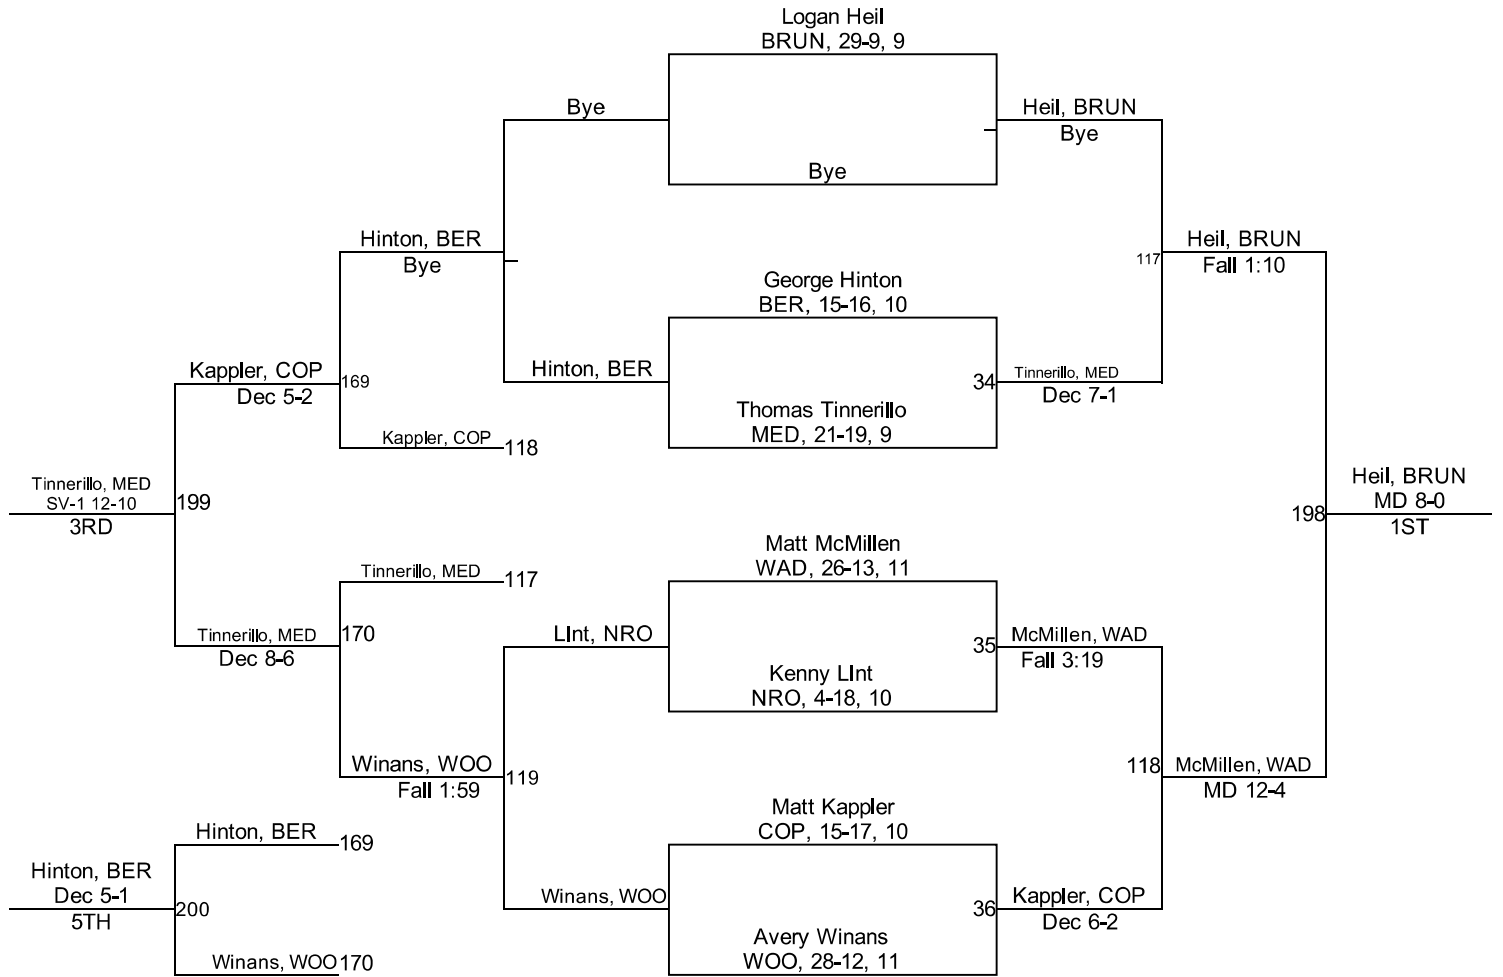 Logan Heil
BRUN, 29-9, 9
Bye
Heil, BRUN
Bye
Bye
Hinton, BER
Bye
Heil, BRUN
Fall 1:10
117
George Hinton
BER, 15-16, 10
Kappler, COP
Dec 5-2
169
Hinton, BER
34
Tinnerillo, MED
Dec 7-1
Thomas Tinnerillo
MED, 21-19, 9
Kappler, COP
118
Tinnerillo, MED
SV-1 12-10
3RD
199
Heil, BRUN
MD 8-0
1ST
198
Matt McMillen
WAD, 26-13, 11
Tinnerillo, MED
117
Tinnerillo, MED
Dec 8-6
170
LInt, NRO
35
McMillen, WAD
Fall 3:19
Kenny LInt
NRO, 4-18, 10
Winans, WOO
Fall 1:59
119
118
McMillen, WAD
MD 12-4
Matt Kappler
COP, 15-17, 10
Hinton, BER
169
Hinton, BER
Dec 5-1
5TH
200
Winans, WOO
36
Kappler, COP
Dec 6-2
Avery Winans
WOO, 28-12, 11
Winans, WOO
170